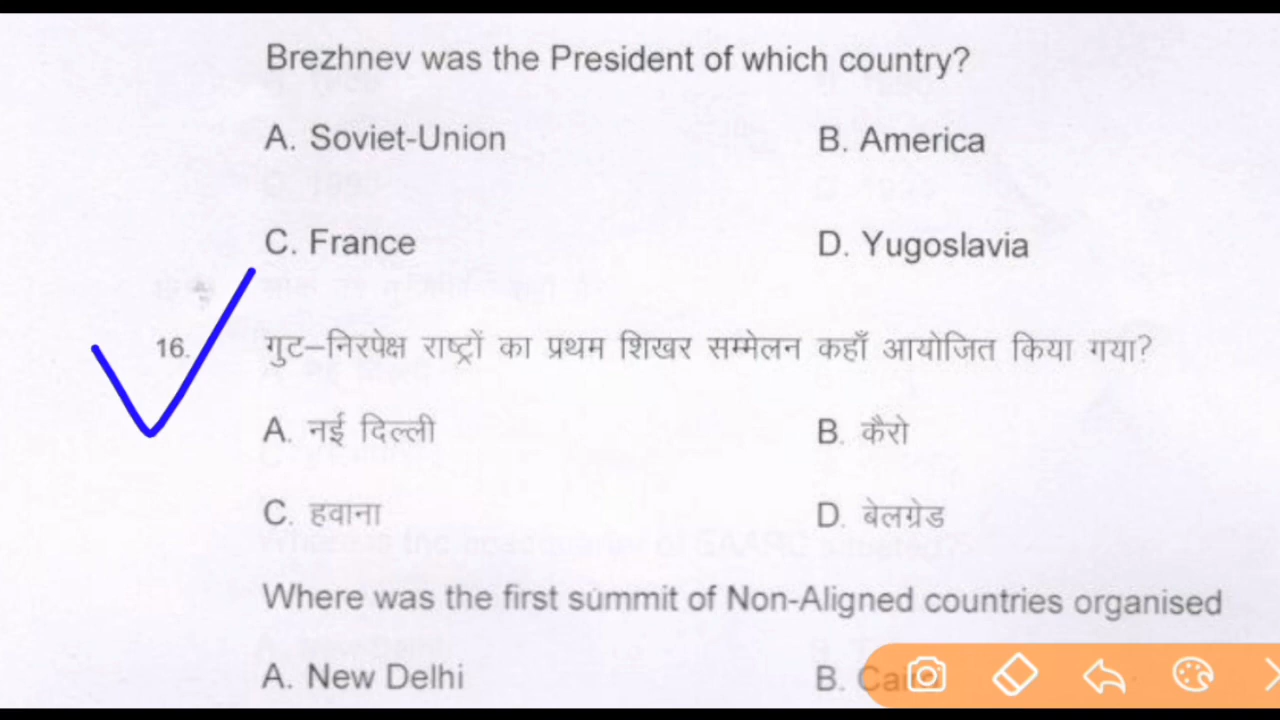 Brezhnev was the President of which country?
A. Soviet-Union B. America
C. France D. Yugoslavia
16. गुट–निरपेक्ष राष्ट्रों का प्रथम शिखर सम्मेलन कहाँ आयोजित किया गया?
A. नई दिल्ली B. कैरो
C. हवाना D. बेलग्रेड
Where was the first summit of Non-Aligned countries organised
A. New Delhi B. Cairo